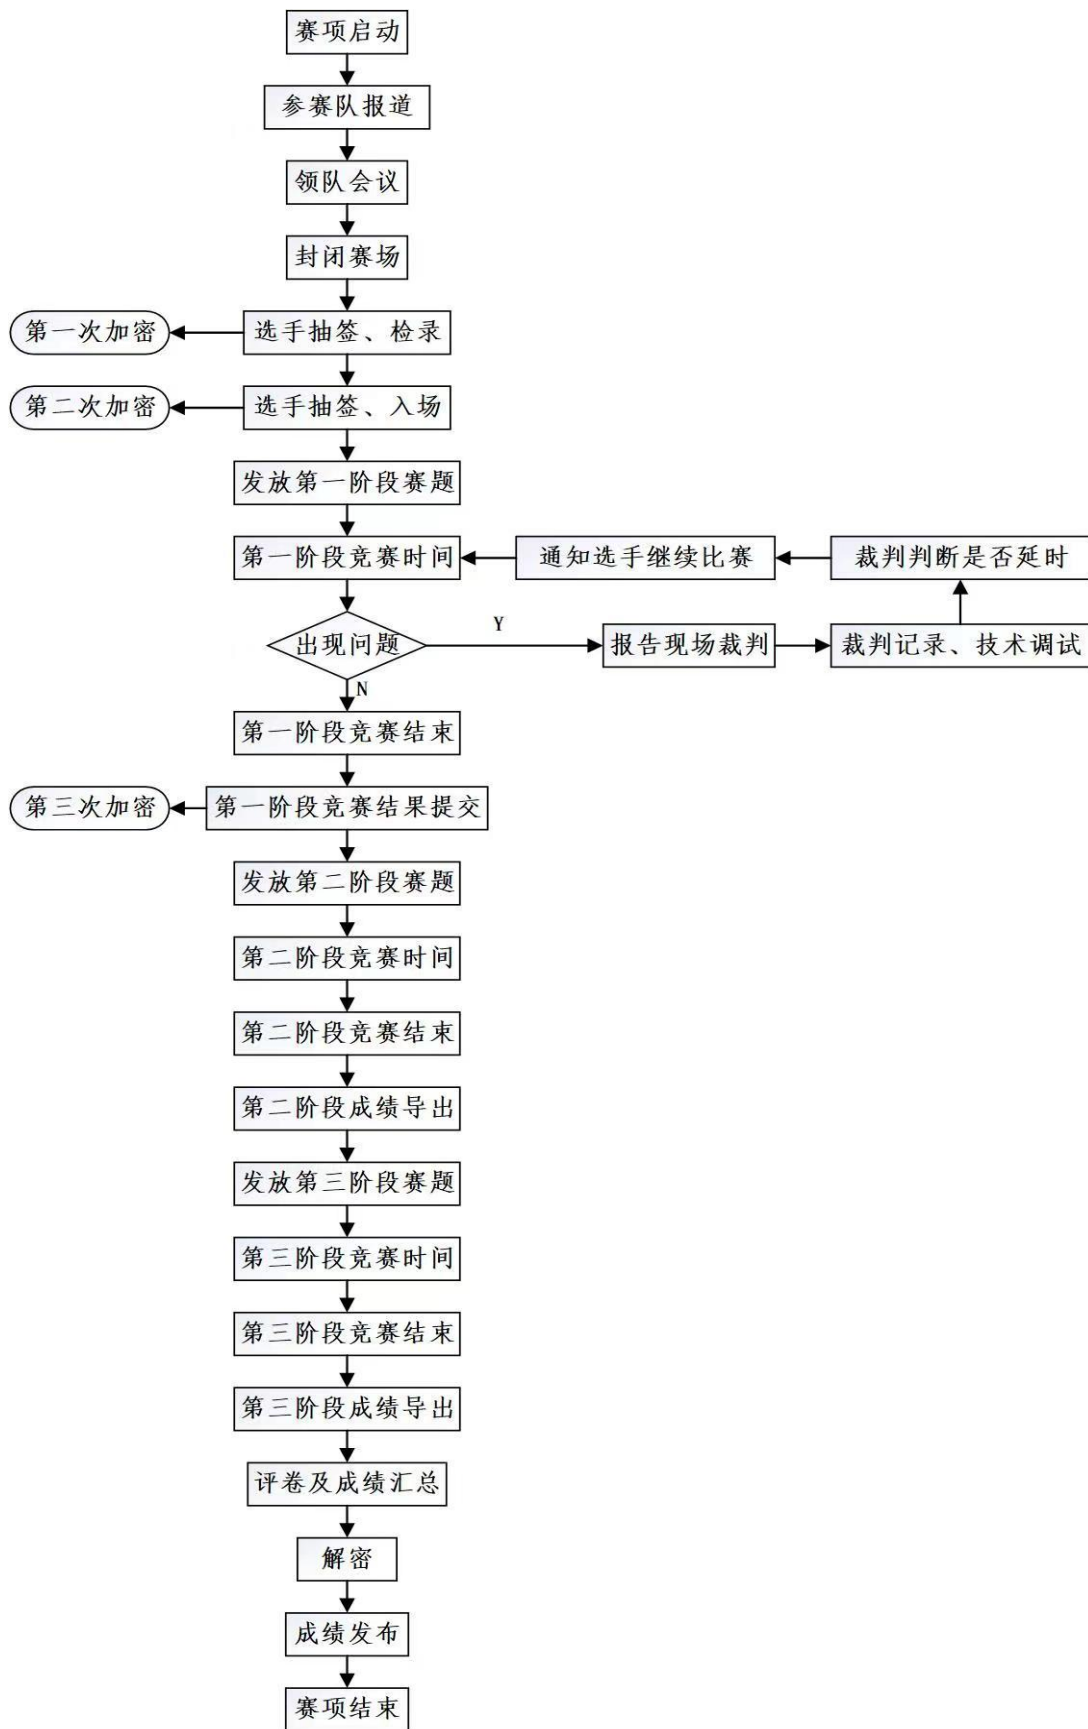 赛项启动
参赛队报道
领队会议
封闭赛场
第一次加密
选手抽签、检录
第二次加密
选手抽签、入场
发放第一阶段赛题
第一阶段竞赛时间
通知选手继续比赛
裁判判断是否延时
出现问题
Y
报告现场裁判
裁判记录、技术调试
N
第一阶段竞赛结束
第三次加密
第一阶段竞赛结果提交
发放第二阶段赛题
第二阶段竞赛时间
第二阶段竞赛结束
第二阶段成绩导出
发放第三阶段赛题
第三阶段竞赛时间
第三阶段竞赛结束
第三阶段成绩导出
评卷及成绩汇总
解密
成绩发布
赛项结束